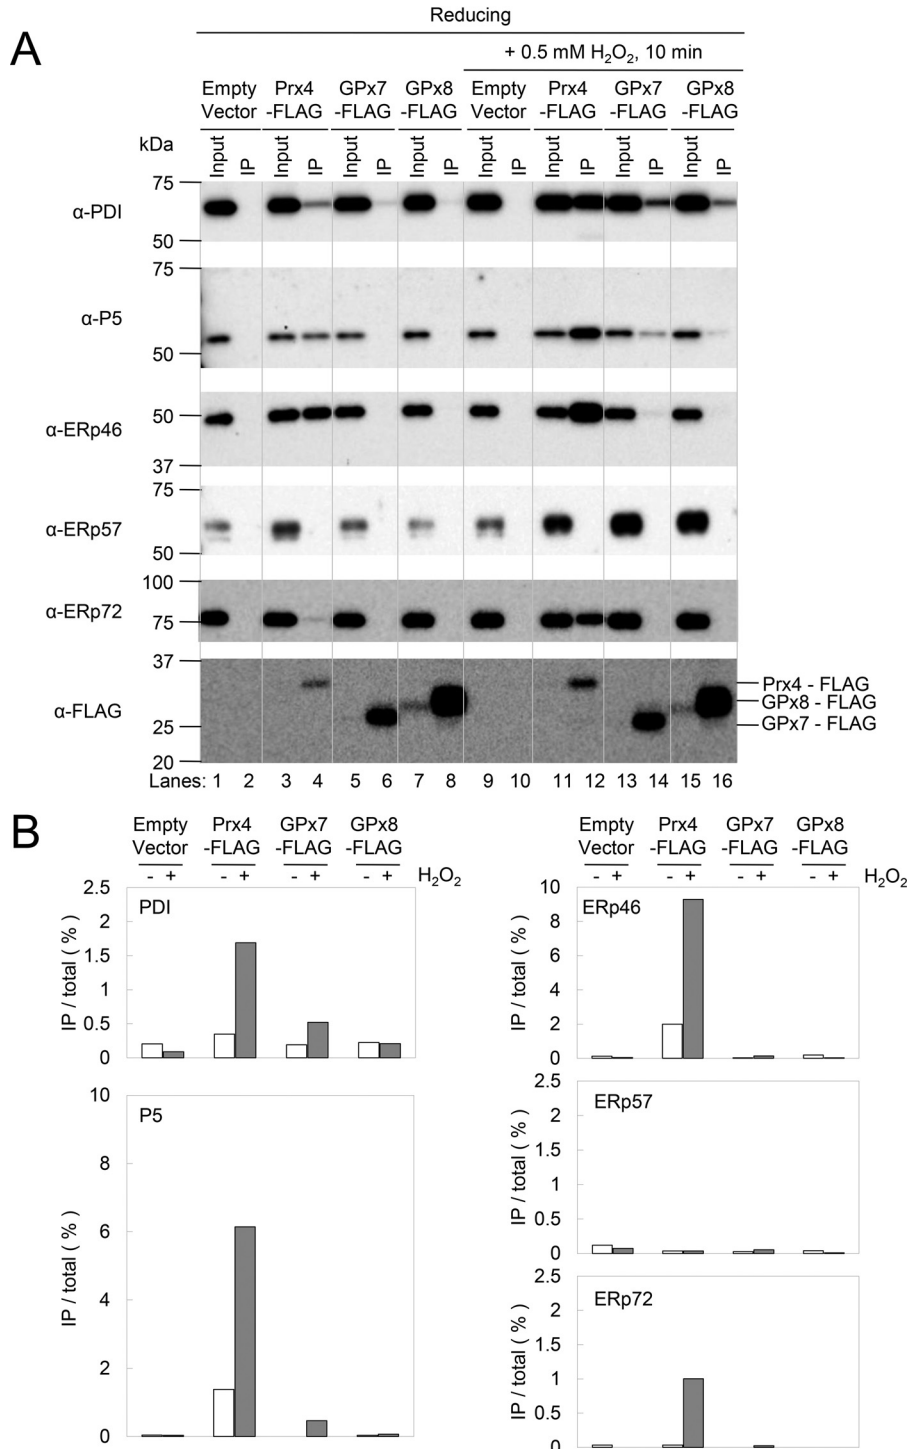 Reducing
A
+ 0.5 mM H₂O₂, 10 min
Empty Vector Prx4 -FLAG GPx7 -FLAG GPx8 -FLAG Empty Vector Prx4 -FLAG GPx7 -FLAG GPx8 -FLAG
kDa
Input IP Input IP Input IP Input IP Input IP Input IP Input IP Input IP
75
α-PDI
50
75
α-P5
50
50
α-ERp46
37
75
α-ERp57
50
100
α-ERp72
75
37
Prx4 - FLAG
α-FLAG
GPx8 - FLAG
25
GPx7 - FLAG
20
Lanes: 1 2 3 4 5 6 7 8 9 10 11 12 13 14 15 16
B
Empty Vector Prx4 -FLAG GPx7 -FLAG GPx8 -FLAG
- + - + - + - + H₂O₂
PDI
IP / total ( % )
2.5
2
1.5
1
0.5
0
P5
IP / total ( % )
10
8
6
4
2
0
Empty Vector Prx4 -FLAG GPx7 -FLAG GPx8 -FLAG
- + - + - + - + H₂O₂
ERp46
IP / total ( % )
10
8
6
4
2
0
ERp57
IP / total ( % )
2.5
2
1.5
1
0.5
0
ERp72
IP / total ( % )
2.5
2
1.5
1
0.5
0